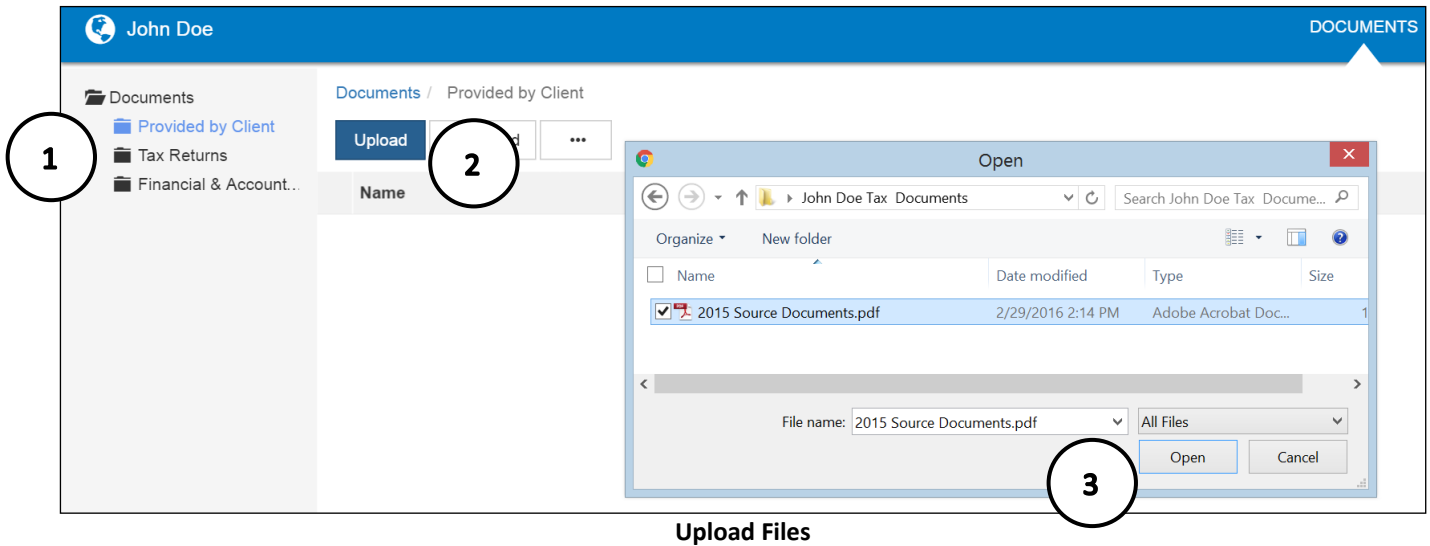 John Doe
DOCUMENTS
Documents
Provided by Client
Tax Returns
Financial & Account...
1
Documents / Provided by Client
Upload
d
•••
2
Name
Open
John Doe Tax Documents
Search John Doe Tax Docume...
Organize
New folder
Name Date modified Type Size
2015 Source Documents.pdf 2/29/2016 2:14 PM Adobe Acrobat Doc... 1
File name: 2015 Source Documents.pdf All Files
Open Cancel
3
Upload Files